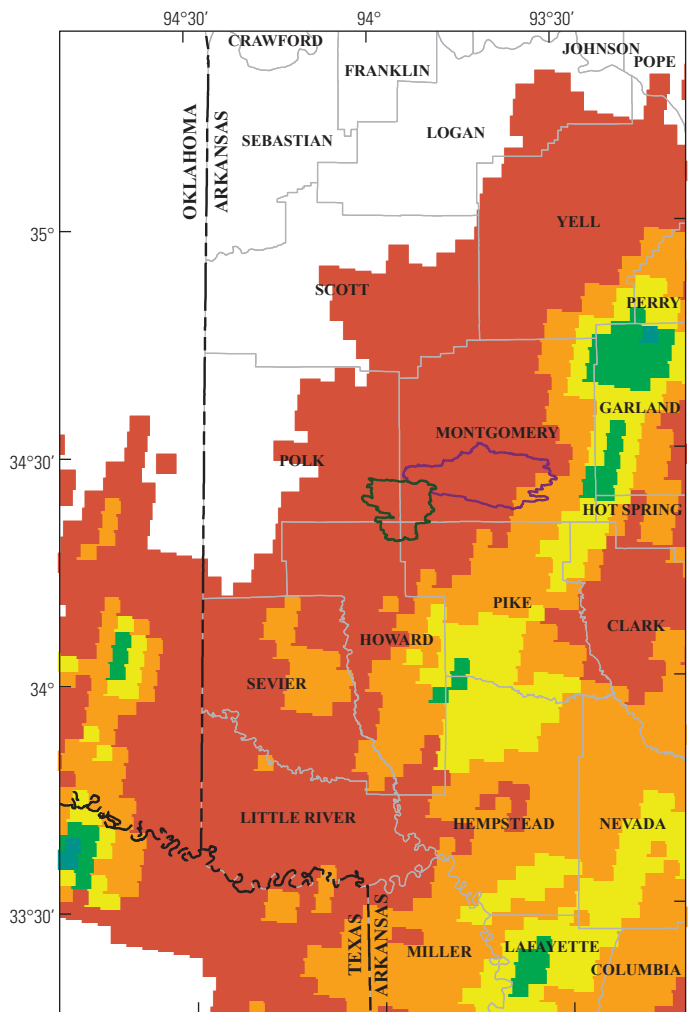 94°30′
94°
93°30′
CRAWFORD
JOHNSON
POPE
FRANKLIN
OKLAHOMA
ARKANSAS
SEBASTIAN
LOGAN
35°
YELL
SCOTT
PERRY
GARLAND
MONTGOMERY
34°30′
POLK
HOT SPRING
PIKE
CLARK
HOWARD
34°
SEVIER
LITTLE RIVER
HEMPSTEAD
NEVADA
33°30′
TEXAS
ARKANSAS
MILLER
LAFAYETTE
COLUMBIA